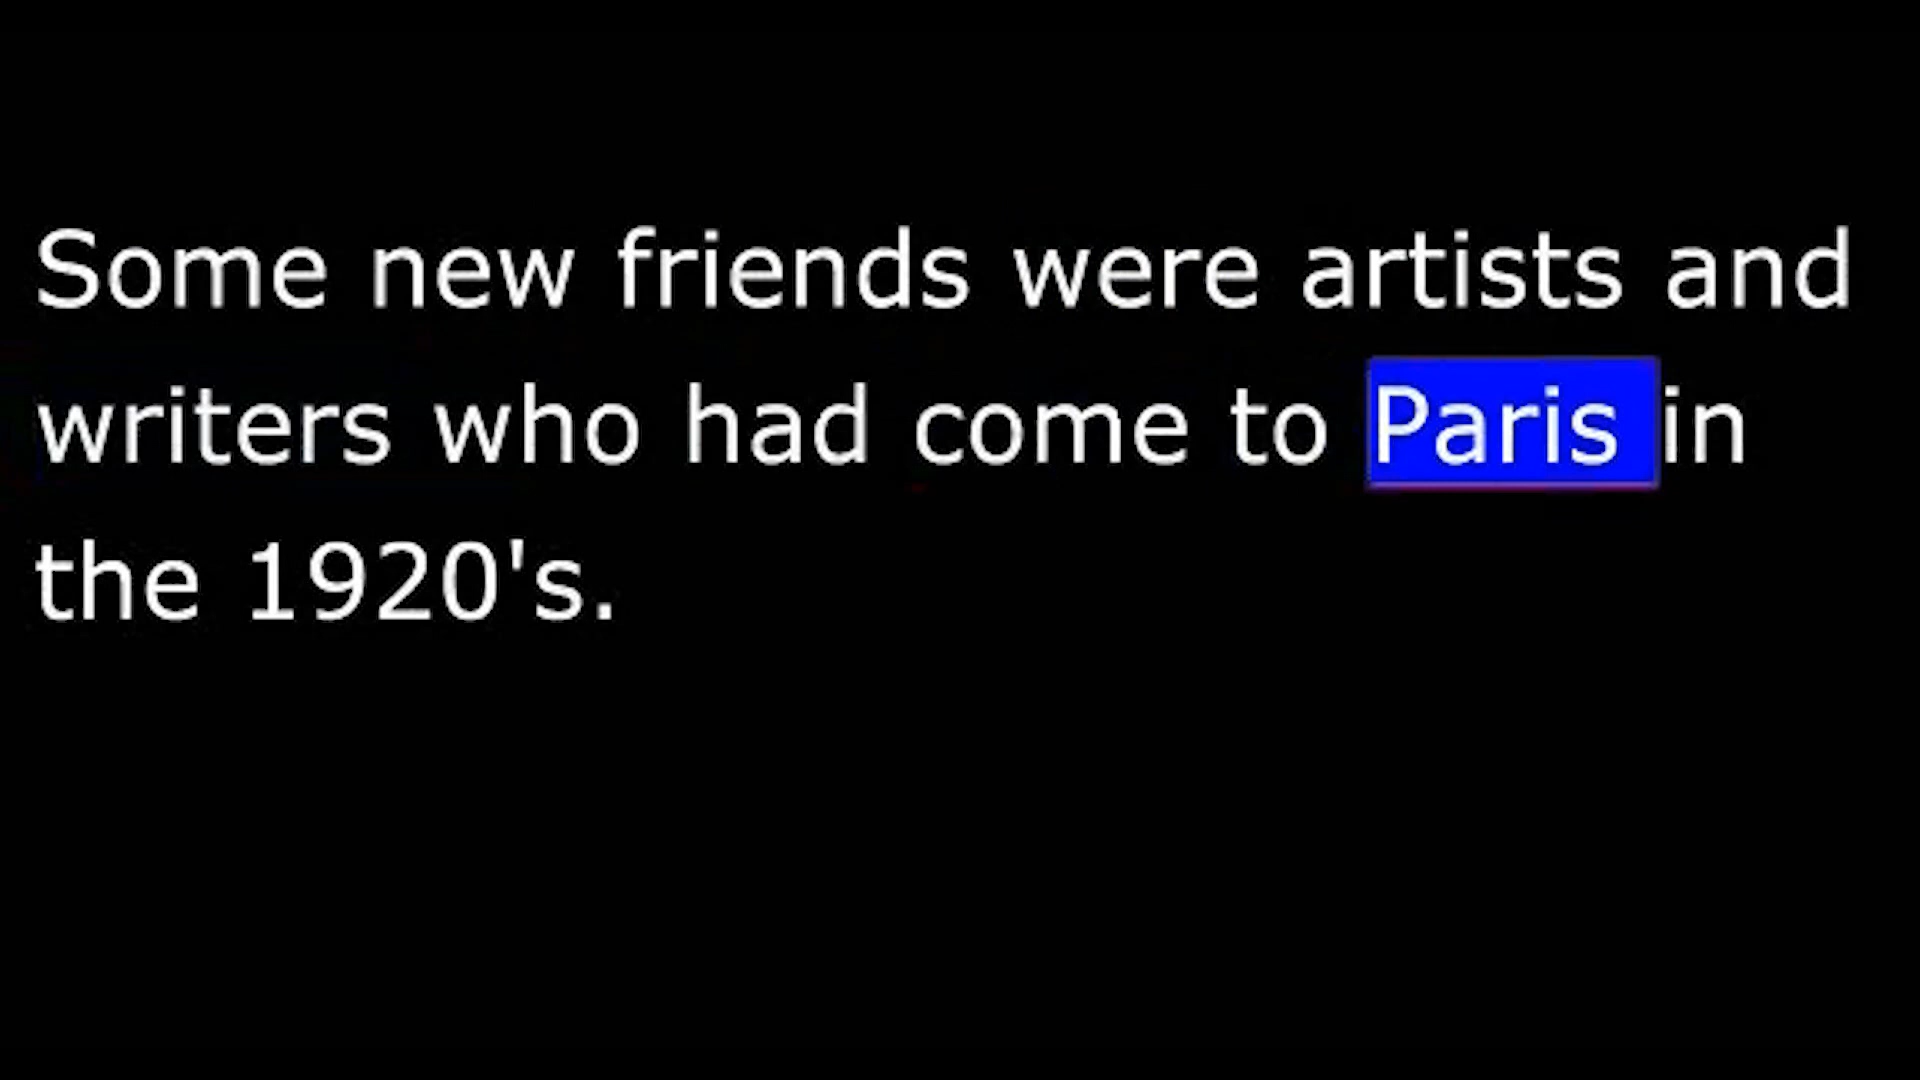 Some new friends were artists and
writers who had come to Paris in
the 1920's.